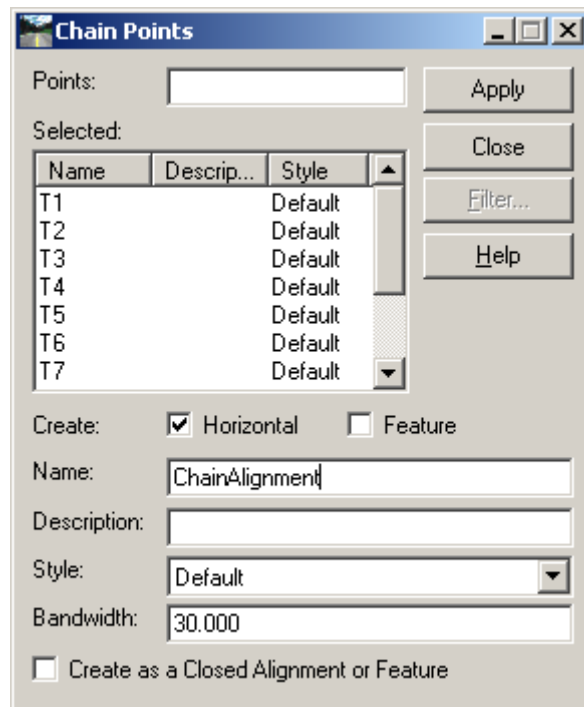 Chain Points
Points:
Apply
Selected:
Close
Name Descrip... Style
Filter...
T1 Default
T2 Default
Help
T3 Default
T4 Default
T5 Default
T6 Default
T7 Default
Create: Horizontal Feature
Name: ChainAlignment
Description:
Style: Default
Bandwidth: 30.000
Create as a Closed Alignment or Feature